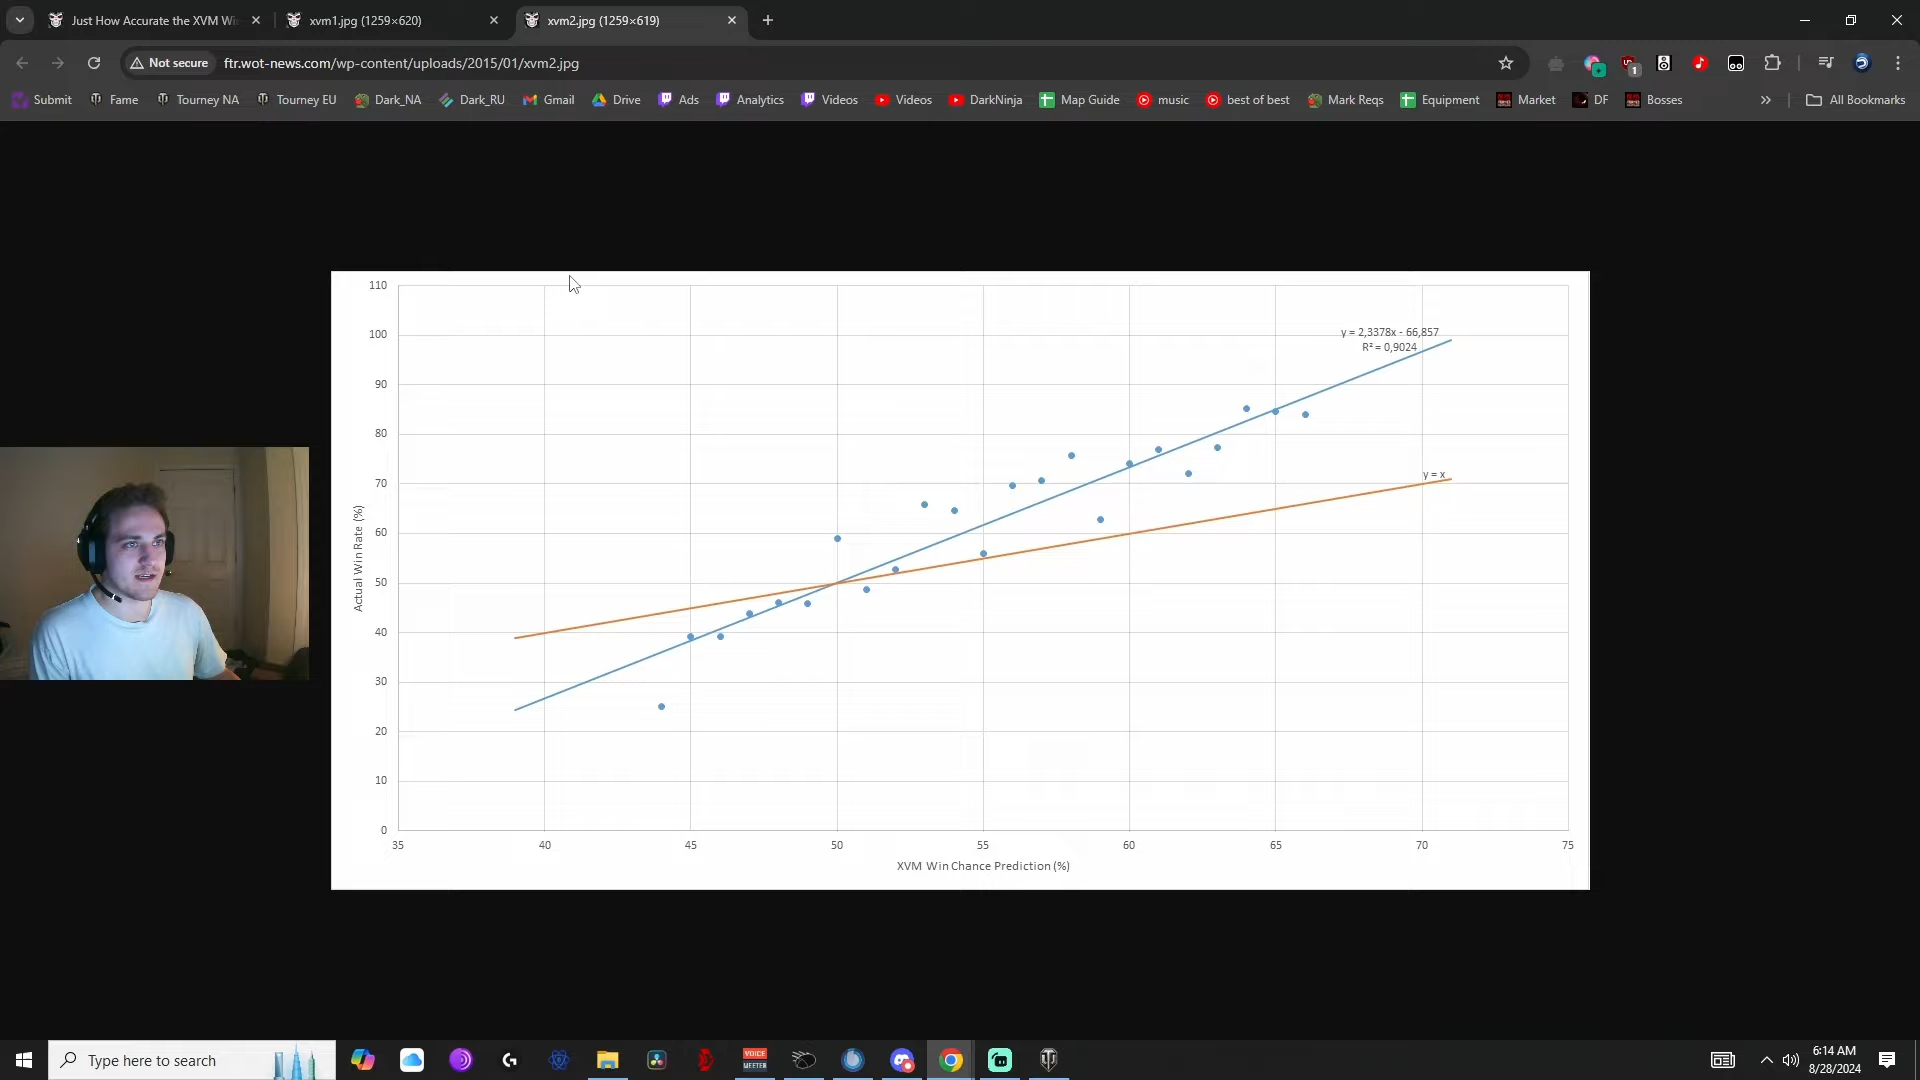 Just How Accurate the XVM Wi
xvm1.jpg (1259×620)
xvm2.jpg (1259×619)
Not secure
ftr.wot-news.com/wp-content/uploads/2015/01/xvm2.jpg
1
Submit
Fame
Tourney NA
Tourney EU
Dark_NA
Dark_RU
Gmail
Drive
Ads
Analytics
Videos
Videos
DarkNinja
Map Guide
music
best of best
Mark Reqs
Equipment
Market
DF
Bosses
All Bookmarks
110
100
90
80
70
60
50
40
30
20
10
0
Actual Win Rate (%)
y = 2,3378x - 66,857
R² = 0,9024
y = x
35
40
45
50
55
60
65
70
75
XVM Win Chance Prediction (%)
Type here to search
VOICE
MEETER
6:14 AM
8/28/2024